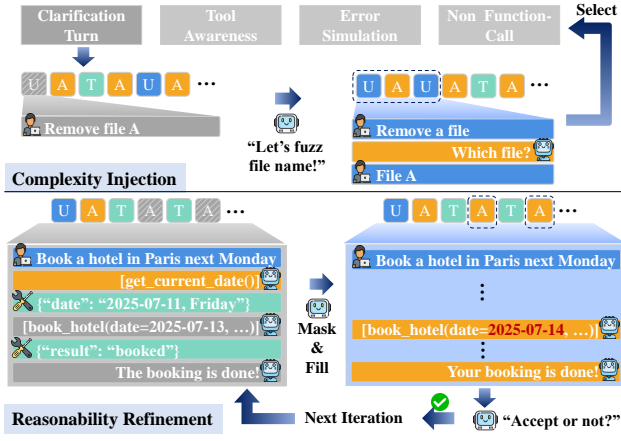 Clarification Turn
Tool Awareness
Error Simulation
Non Function-Call
Select
U A T A U A ...
U A U A T A ...
Remove file A
"Let's fuzz file name!"
Remove a file
Which file?
File A
Complexity Injection
U A T A T A ...
U A T A T A ...
Book a hotel in Paris next Monday
[get_current_date()]
{"date": "2025-07-11, Friday"}
[book_hotel(date=2025-07-13, ...)]
{"result": "booked"}
The booking is done!
Mask & Fill
Book a hotel in Paris next Monday
⋮
[book_hotel(date=2025-07-14, ...)]
⋮
Your booking is done!
Reasonability Refinement
Next Iteration
"Accept or not?"